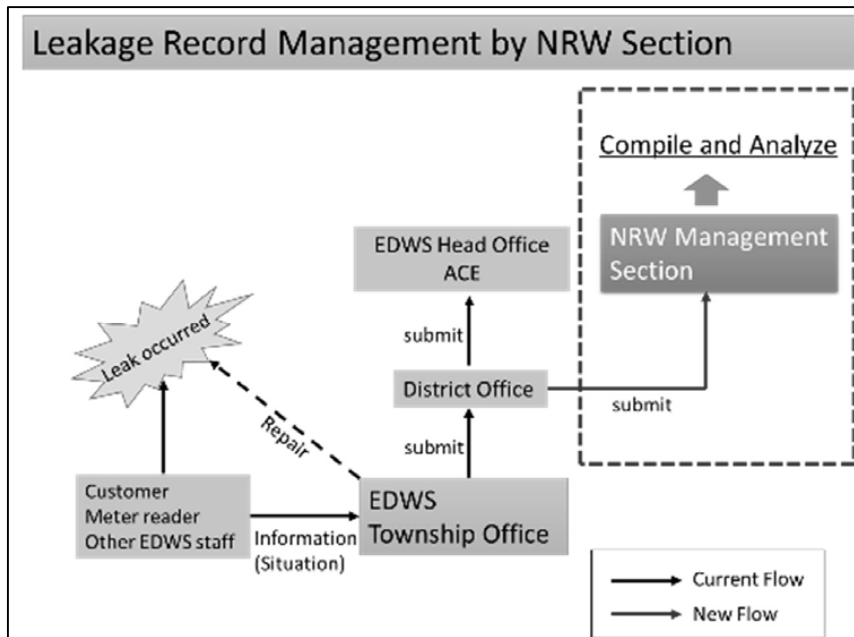 Leakage Record Management by NRW Section
Compile and Analyze
NRW Management
Section
EDWS Head Office
ACE
submit
Leak occurred
District Office
submit
Repair
submit
Customer
Meter reader
Other EDWS staff
Information
(Situation)
EDWS
Township Office
Current Flow
New Flow